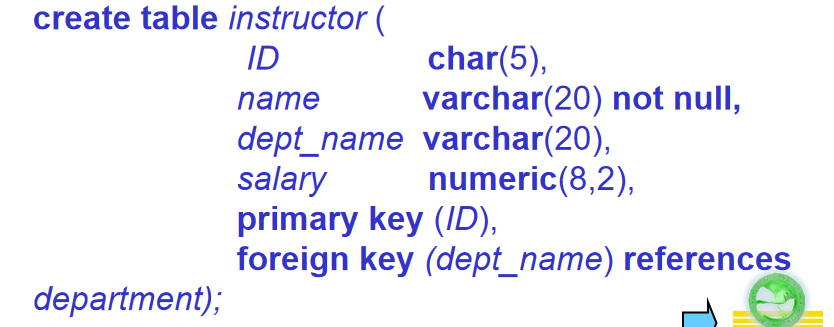 create table instructor (
ID char(5),
name varchar(20) not null,
dept_name varchar(20),
salary numeric(8,2),
primary key (ID),
foreign key (dept_name) references
department);